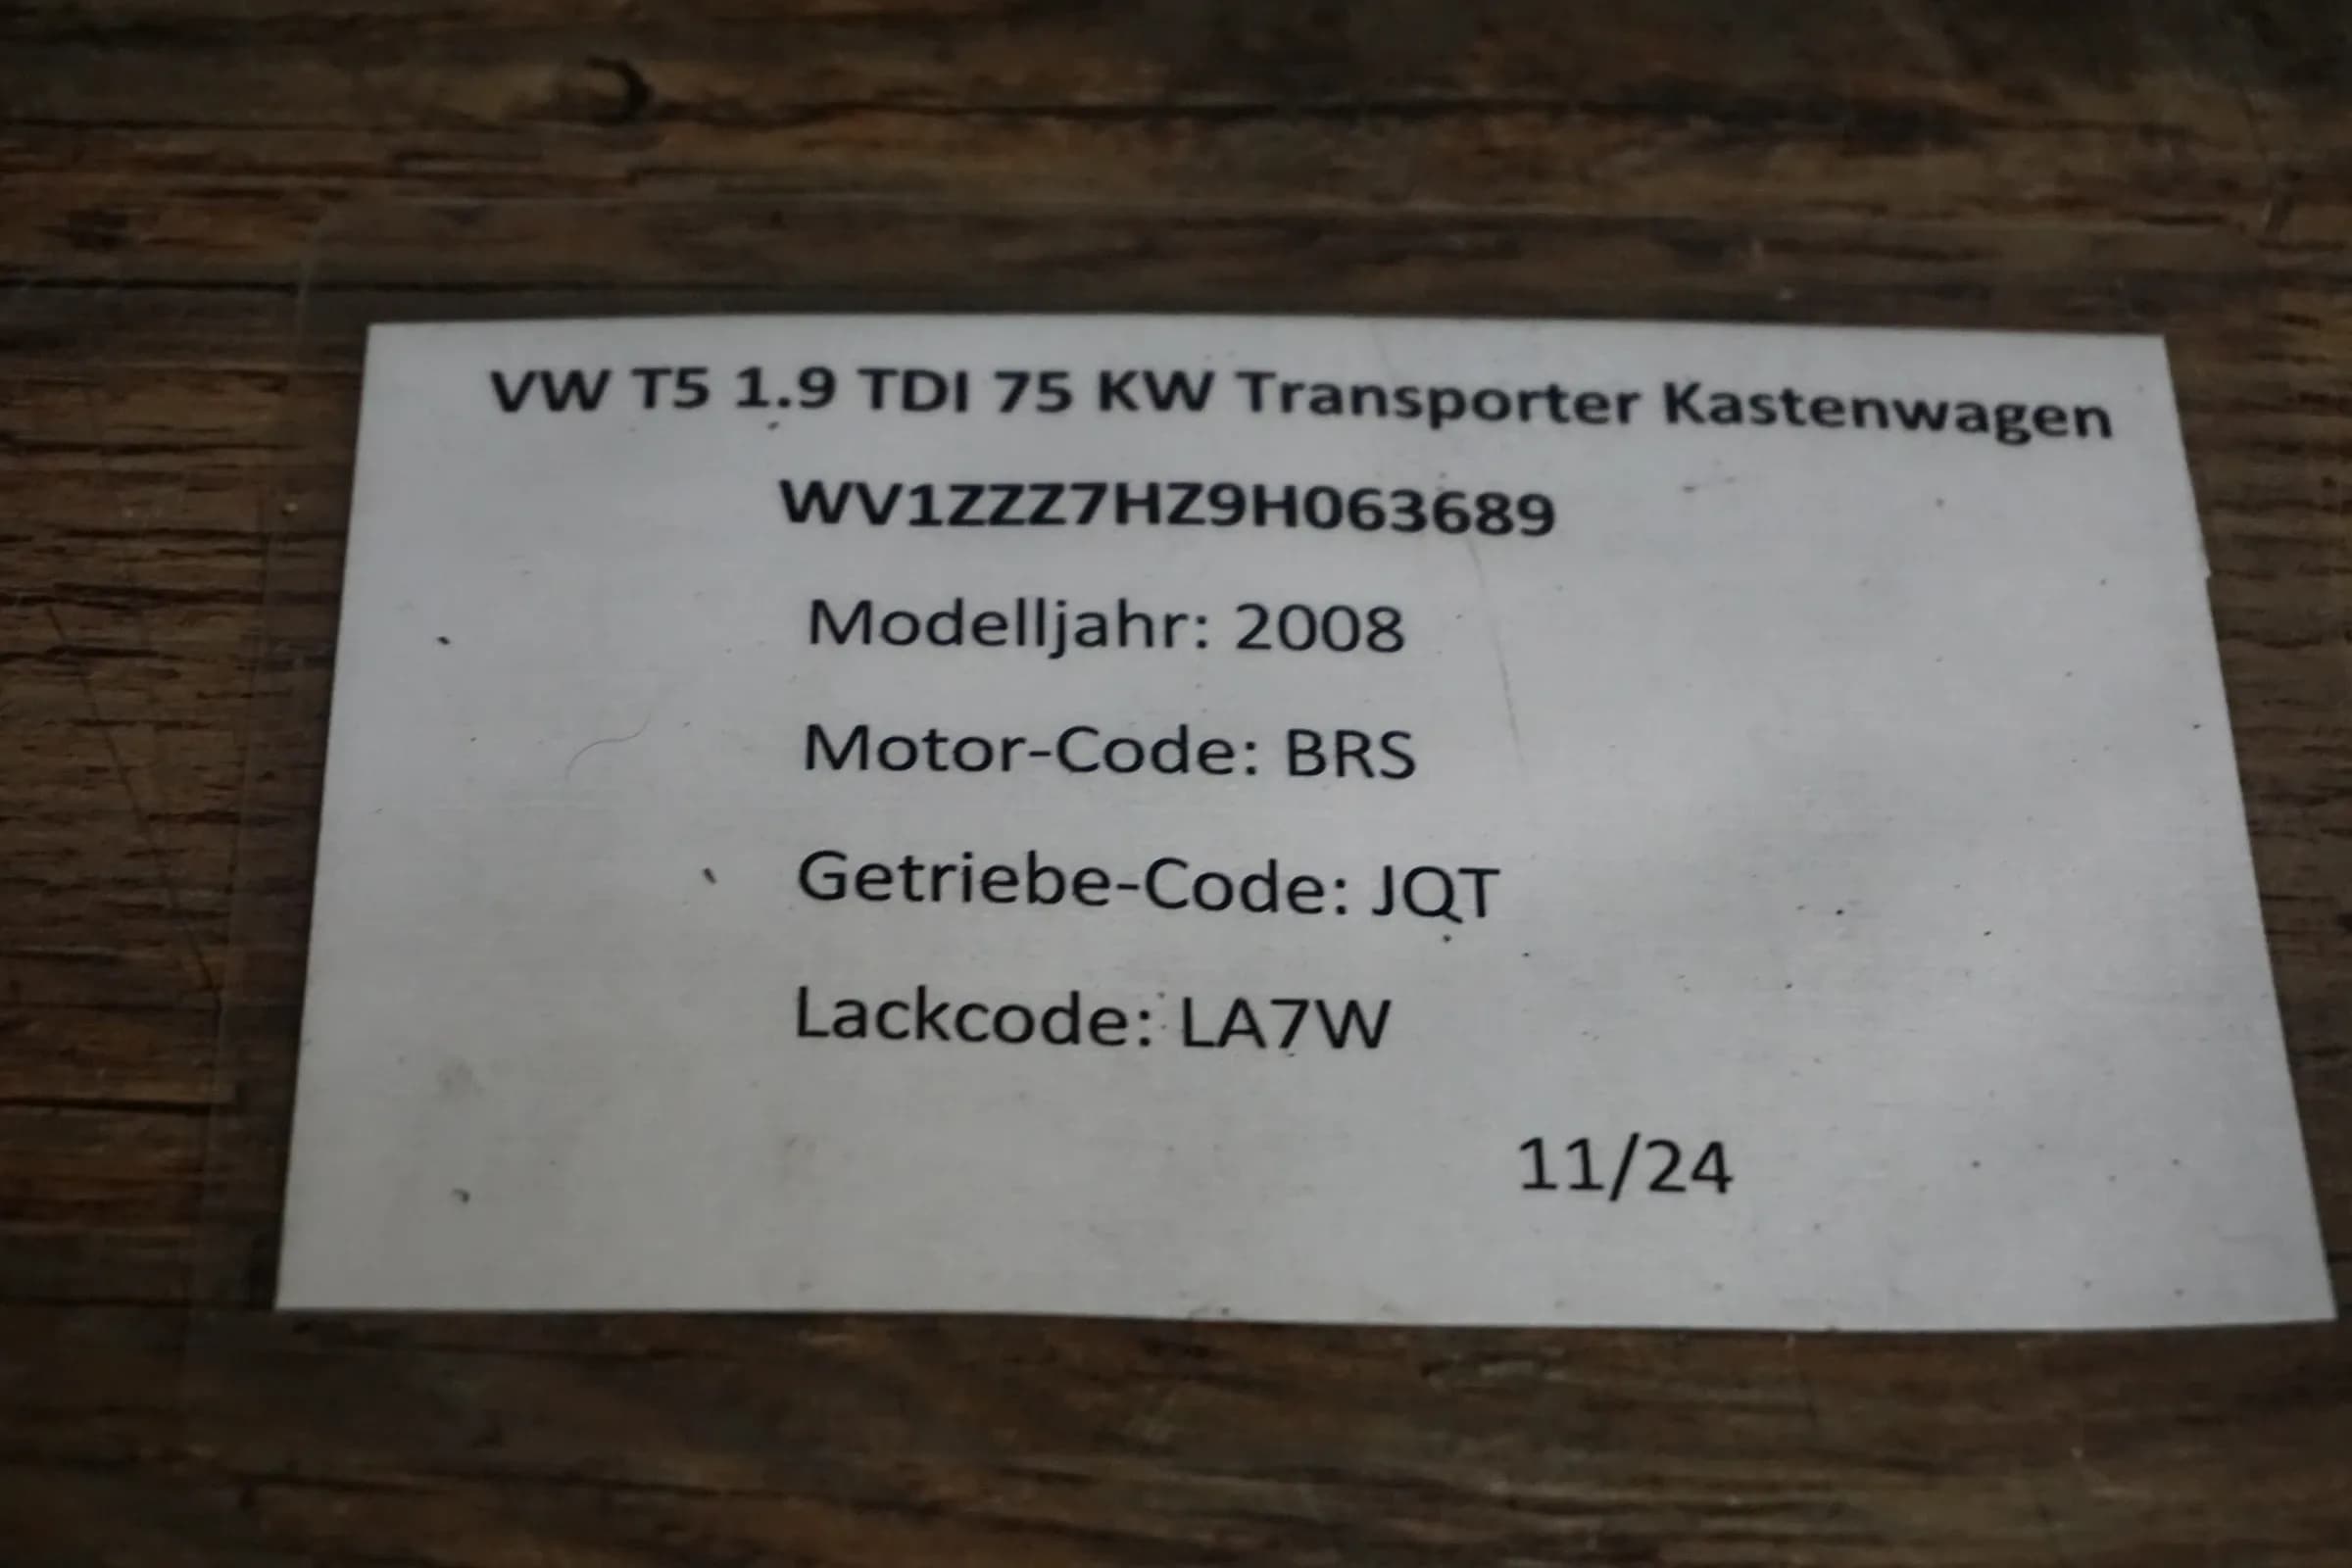 VW T5 1.9 TDI 75 KW Transporter Kastenwagen
WV1ZZZ7HZ9H063689
Modelljahr: 2008
Motor-Code: BRS
Getriebe-Code: JQT
Lackcode: LA7W
11/24